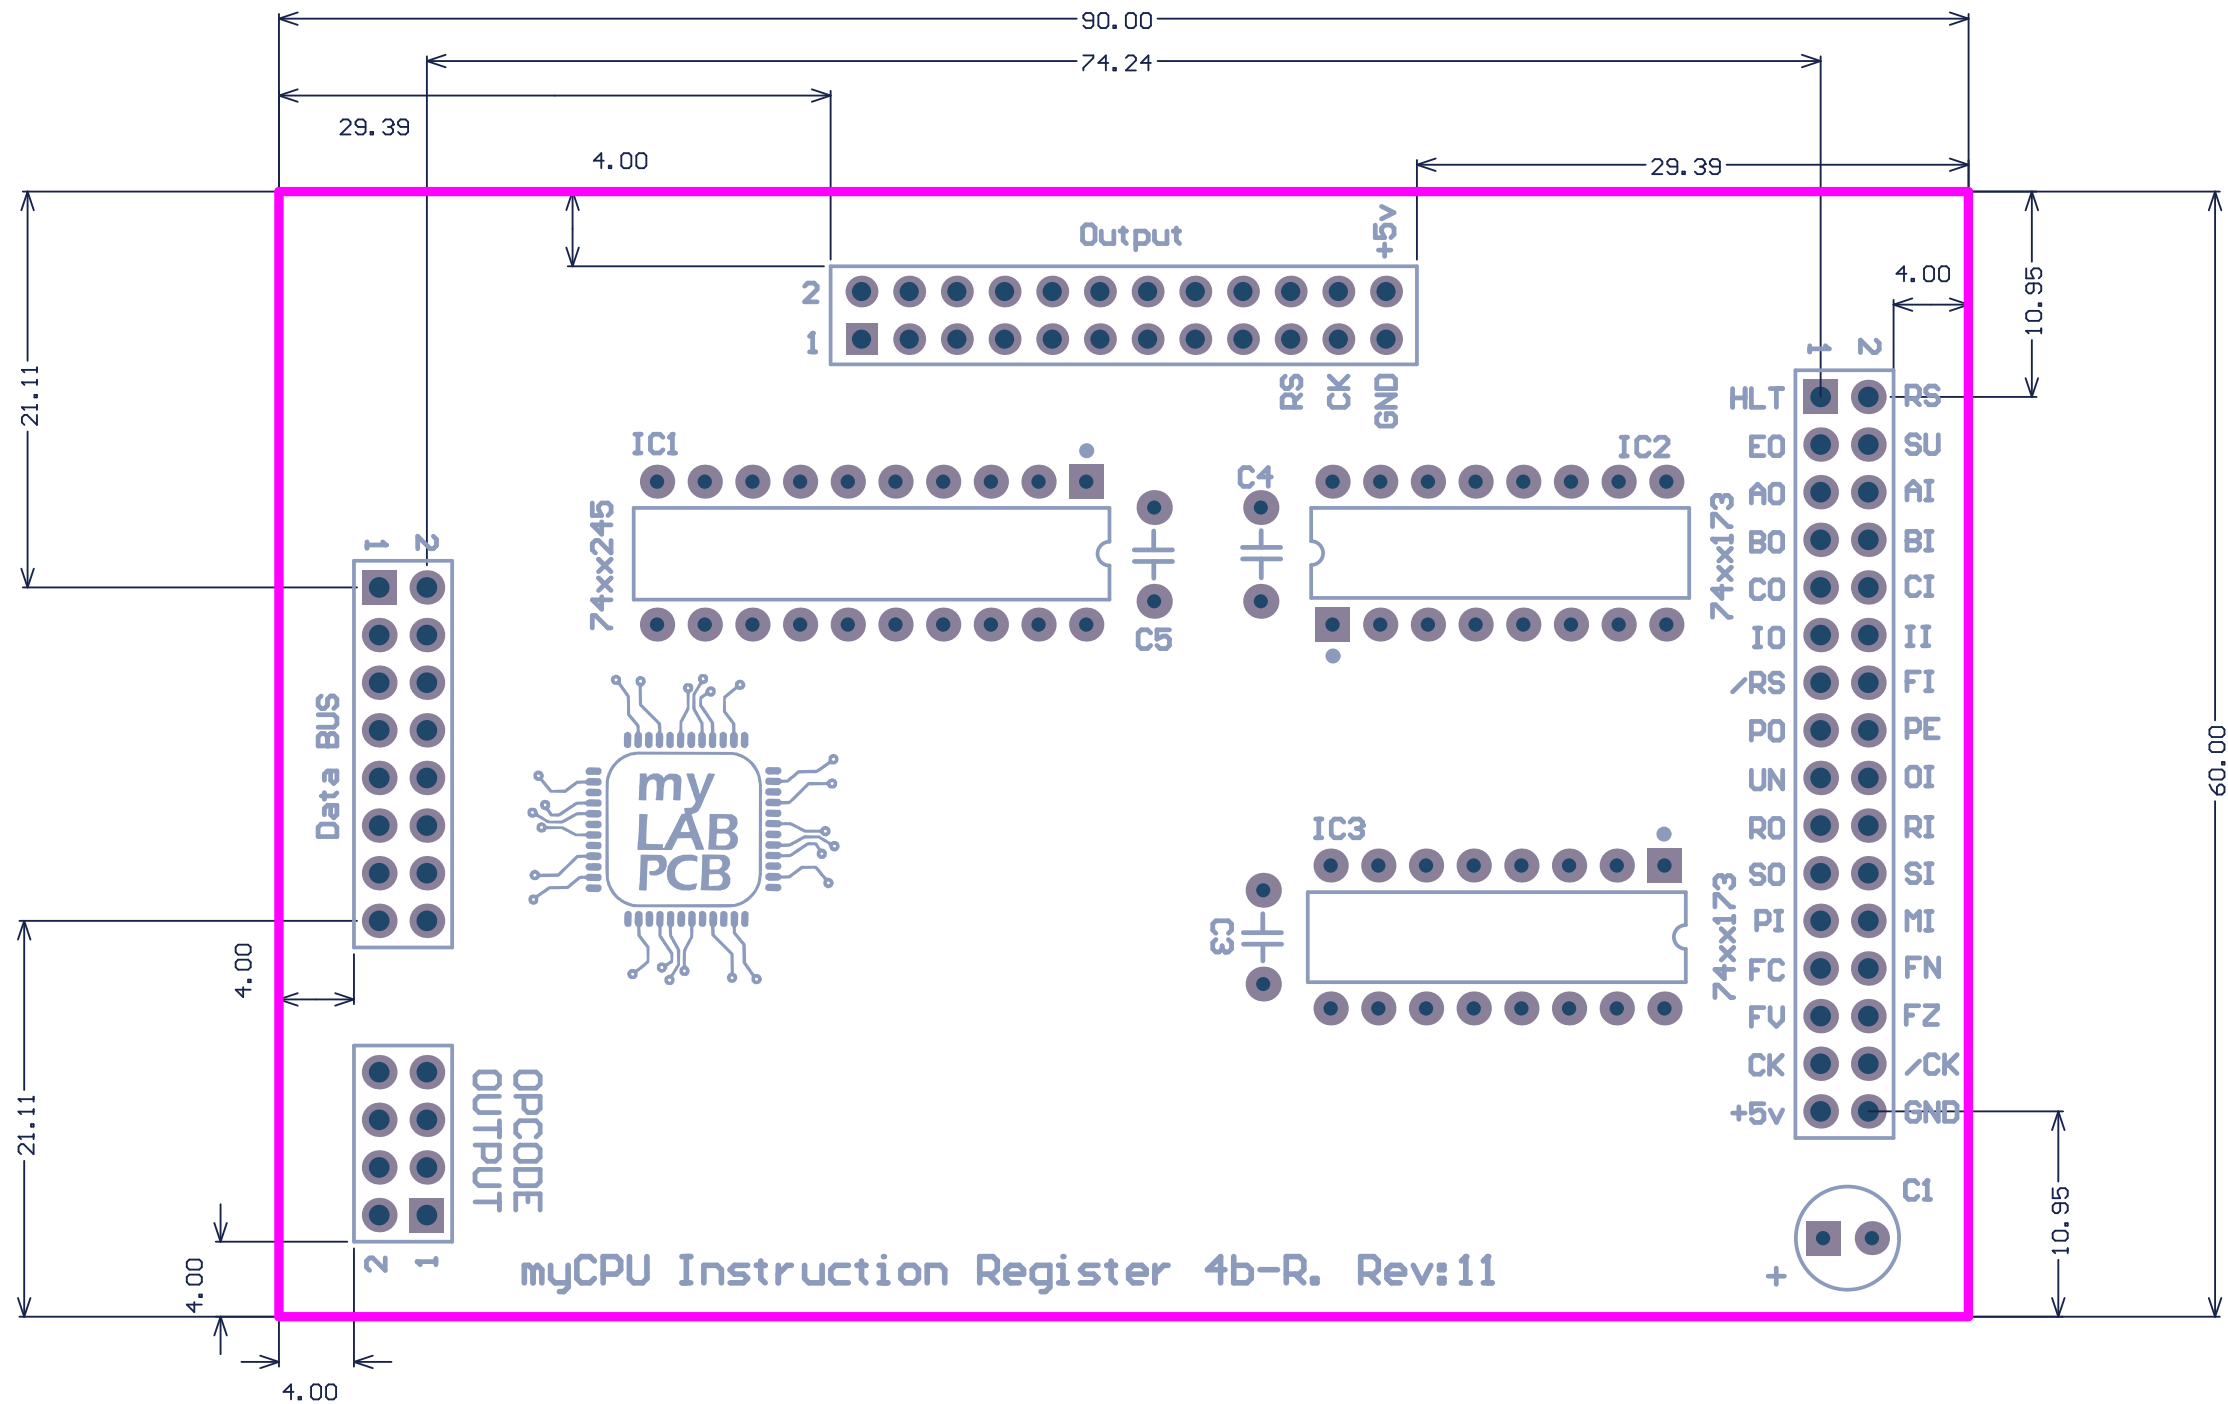 90.00
74.24
29.39
4.00
29.39
Output
+5v
2
1
RS
CK
GND
4.00
10.95
21.11
1 2
HLT RS
EO SU
AO AI
BO BI
CO CI
IO II
/RS FI
PO PE
UN OI
RO RI
SO SI
PI MI
FC FN
FV FZ
CK /CK
+5v GND
IC1
74xx245
C5
C4
IC2
74xx173
1 2
Data BUS
my
LAB
PCB
IC3
74xx173
C3
60.00
4.00
21.11
OPCODE
OUTPUT
2 1
4.00
4.00
C1
+
10.95
myCPU Instruction Register 4b-R. Rev:11